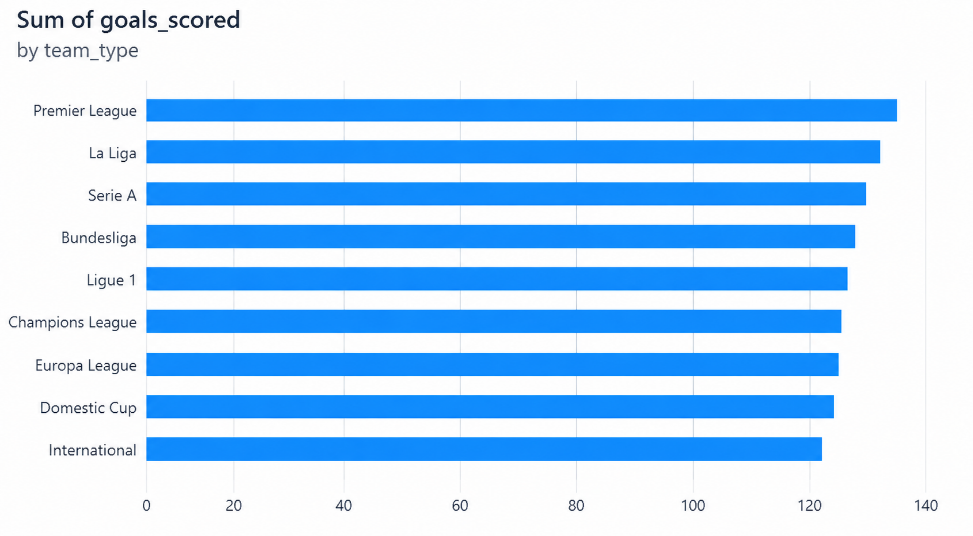 Sum of goals_scored
by team_type
Premier League
La Liga
Serie A
Bundesliga
Ligue 1
Champions League
Europa League
Domestic Cup
International
0 20 40 60 80 100 120 140